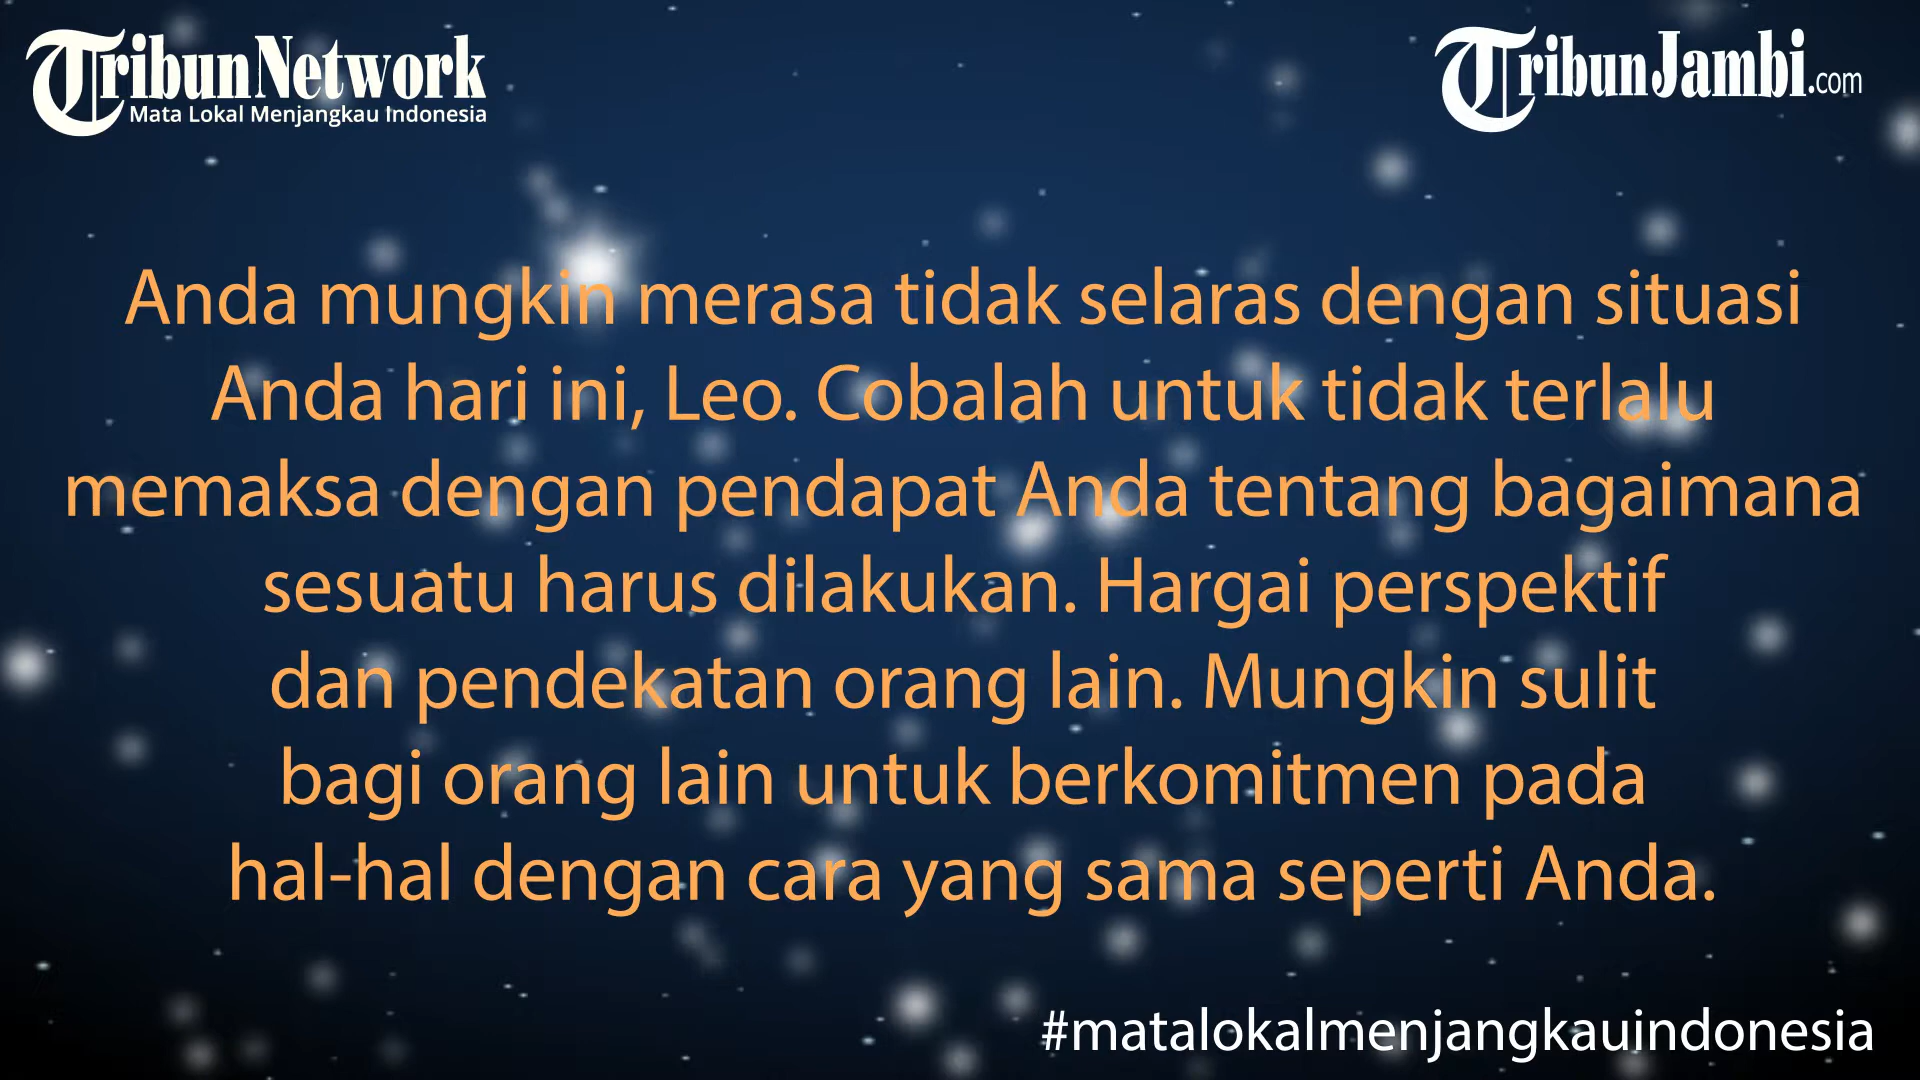 Tribun Network
Mata Lokal Menjangkau Indonesia
TribunJambi.com
Anda mungkin merasa tidak selaras dengan situasi
Anda hari ini, Leo. Cobalah untuk tidak terlalu
memaksa dengan pendapat Anda tentang bagaimana
sesuatu harus dilakukan. Hargai perspektif
dan pendekatan orang lain. Mungkin sulit
bagi orang lain untuk berkomitmen pada
hal-hal dengan cara yang sama seperti Anda.
#matalokalmenjangkauindonesia